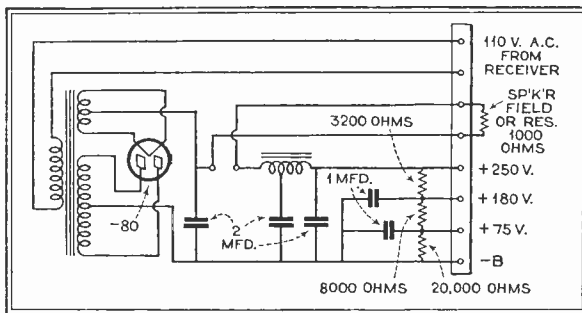 110 V. A.C.
FROM
RECEIVER
SP'K'R
FIELD
OR RES.
1000
OHMS
3200 OHMS
+250 V.
1 MFD.
+180 V.
-80
2
MFD.
+75 V.
-B
8000 OHMS
20,000 OHMS